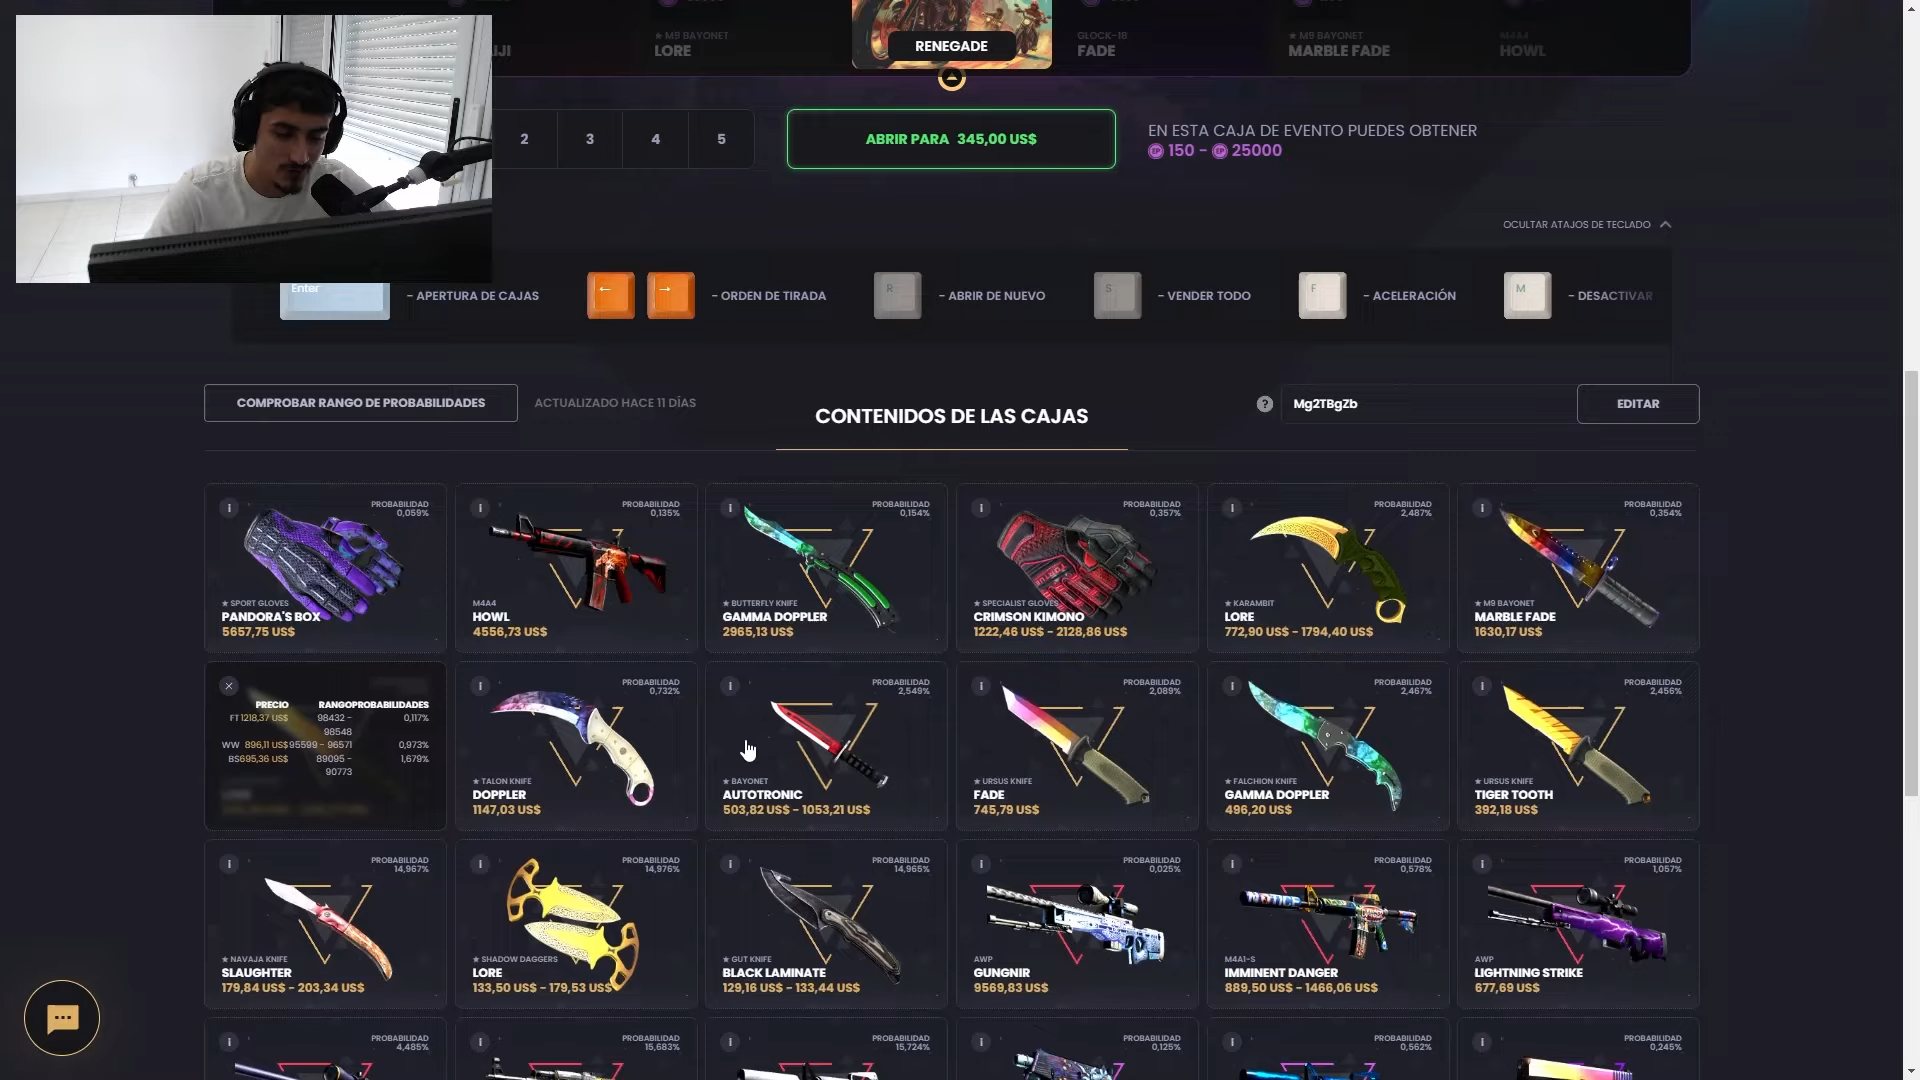 JI
★ M9 BAYONET
LORE
RENEGADE
GLOCK-18
FADE
★ M9 BAYONET
MARBLE FADE
M4A4
HOWL
2
3
4
5
ABRIR PARA 345,00 US$
EN ESTA CAJA DE EVENTO PUEDES OBTENER
EP 150 - EP 25000
OCULTAR ATAJOS DE TECLADO
Enter
- APERTURA DE CAJAS
←
→
- ORDEN DE TIRADA
R
- ABRIR DE NUEVO
S
- VENDER TODO
F
- ACELERACIÓN
M
- DESACTIVAR
COMPROBAR RANGO DE PROBABILIDADES
ACTUALIZADO HACE 11 DÍAS
CONTENIDOS DE LAS CAJAS
?
Mg2TBgZb
EDITAR
i
PROBABILIDAD
0,059%
★ SPORT GLOVES
PANDORA'S BOX
5657,75 US$
i
PROBABILIDAD
0,135%
M4A4
HOWL
4556,73 US$
i
PROBABILIDAD
0,154%
★ BUTTERFLY KNIFE
GAMMA DOPPLER
2965,13 US$
i
PROBABILIDAD
0,357%
★ SPECIALIST GLOVES
CRIMSON KIMONO
1222,46 US$ - 2128,86 US$
i
PROBABILIDAD
2,487%
★ KARAMBIT
LORE
772,90 US$ - 1794,40 US$
i
PROBABILIDAD
0,354%
★ M9 BAYONET
MARBLE FADE
1630,17 US$
PRECIO RANGO PROBABILIDADES
FT 1218,37 US$ 98432 - 98548 0,117%
WW 896,11 US$ 95599 - 96571 0,973%
BS 695,36 US$ 89095 - 90773 1,679%
i
PROBABILIDAD
0,732%
★ TALON KNIFE
DOPPLER
1147,03 US$
i
PROBABILIDAD
2,549%
★ BAYONET
AUTOTRONIC
503,82 US$ - 1053,21 US$
i
PROBABILIDAD
2,089%
★ URSUS KNIFE
FADE
745,79 US$
i
PROBABILIDAD
2,467%
★ FALCHION KNIFE
GAMMA DOPPLER
496,20 US$
i
PROBABILIDAD
2,456%
★ URSUS KNIFE
TIGER TOOTH
392,18 US$
i
PROBABILIDAD
14,967%
★ NAVAJA KNIFE
SLAUGHTER
179,84 US$ - 203,34 US$
i
PROBABILIDAD
14,976%
★ SHADOW DAGGERS
LORE
133,50 US$ - 179,53 US$
i
PROBABILIDAD
14,965%
★ GUT KNIFE
BLACK LAMINATE
129,16 US$ - 133,44 US$
i
PROBABILIDAD
0,025%
AWP
GUNGNIR
9569,83 US$
i
PROBABILIDAD
0,578%
M4A1-S
IMMINENT DANGER
889,50 US$ - 1466,06 US$
i
PROBABILIDAD
1,057%
AWP
LIGHTNING STRIKE
677,69 US$
i
PROBABILIDAD
4,485%
i
PROBABILIDAD
15,683%
i
PROBABILIDAD
15,724%
i
PROBABILIDAD
0,125%
i
PROBABILIDAD
0,562%
i
PROBABILIDAD
0,245%